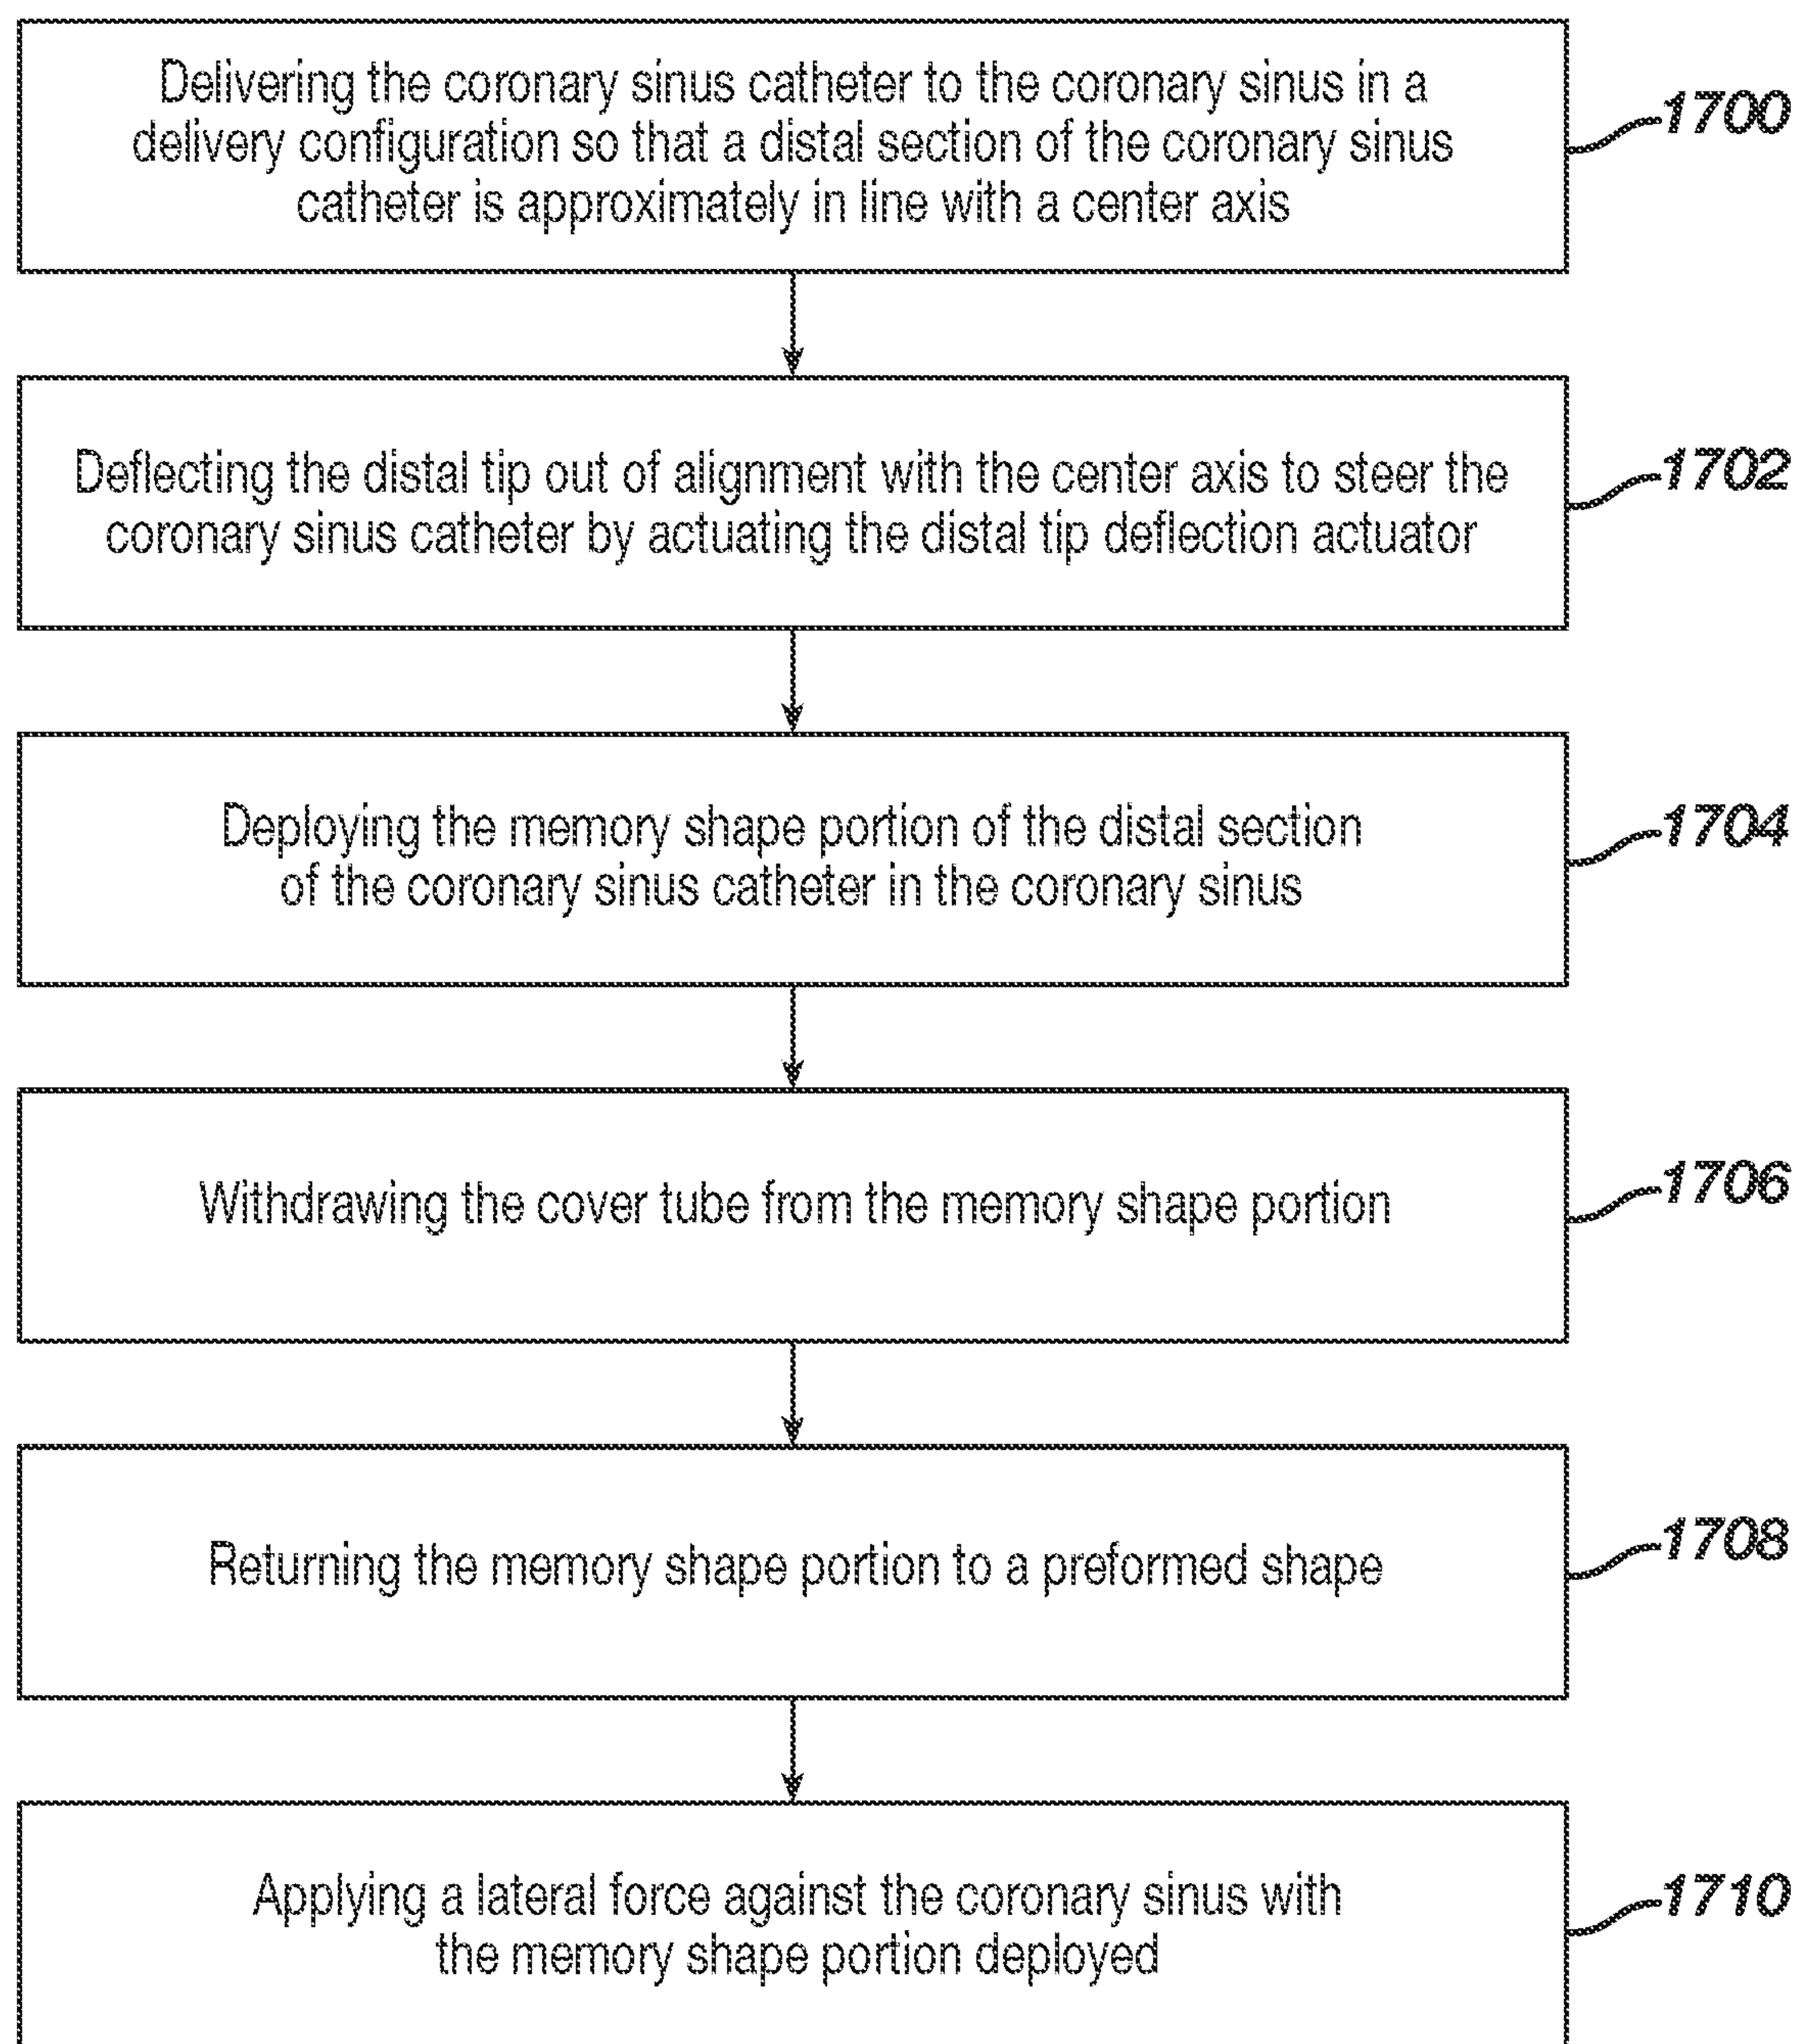 Delivering the coronary sinus catheter to the coronary sinus in a
delivery configuration so that a distal section of the coronary sinus
catheter is approximately in line with a center axis
1700
Deflecting the distal tip out of alignment with the center axis to steer the
coronary sinus catheter by actuating the distal tip deflection actuator
1702
Deploying the memory shape portion of the distal section
of the coronary sinus catheter in the coronary sinus
1704
Withdrawing the cover tube from the memory shape portion
1706
Returning the memory shape portion to a preformed shape
1708
Applying a lateral force against the coronary sinus with
the memory shape portion deployed
1710